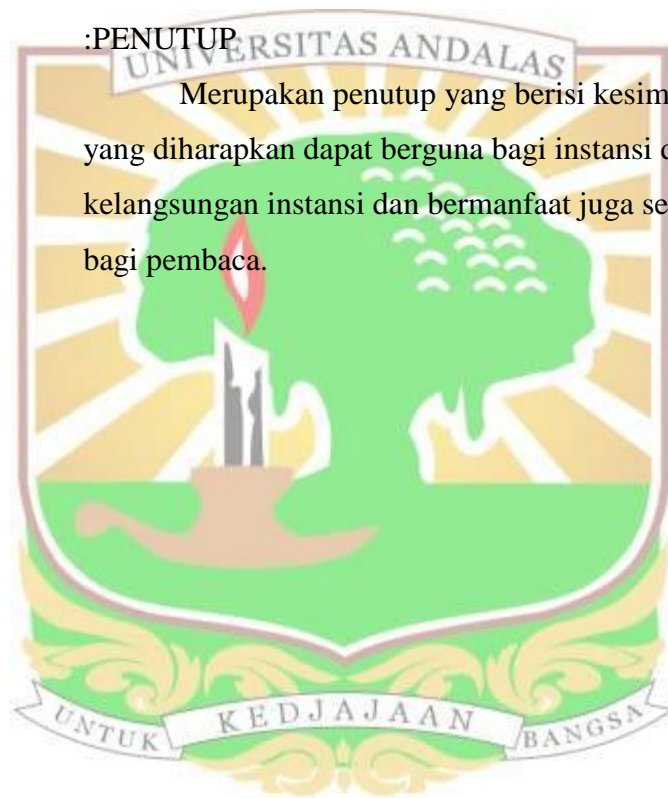 :PENUTUP
UNIVERSITAS ANDALAS
Merupakan penutup yang berisi kesim
yang diharapkan dapat berguna bagi instansi
kelangsungan instansi dan bermanfaat juga se
bagi pembaca.
UNTUK KEDJAJAAN BANGSA